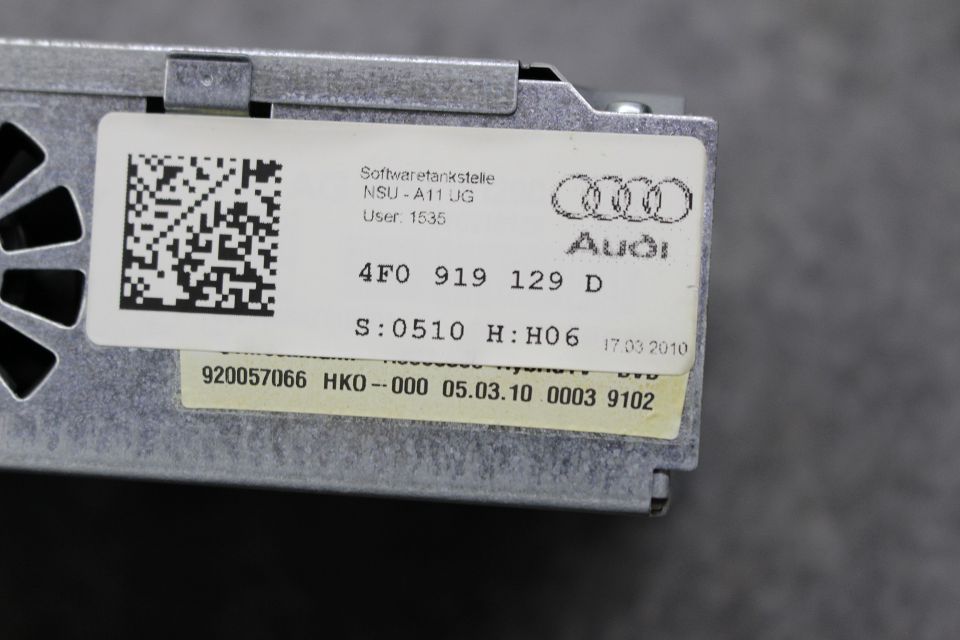 Softwaretankstelle
NSU - A11 UG
User: 1535
Audi
4F0 919 129 D
S:0510 H:H06
17.03.2010
920057066 HKO--000 05.03.10 0003 9102